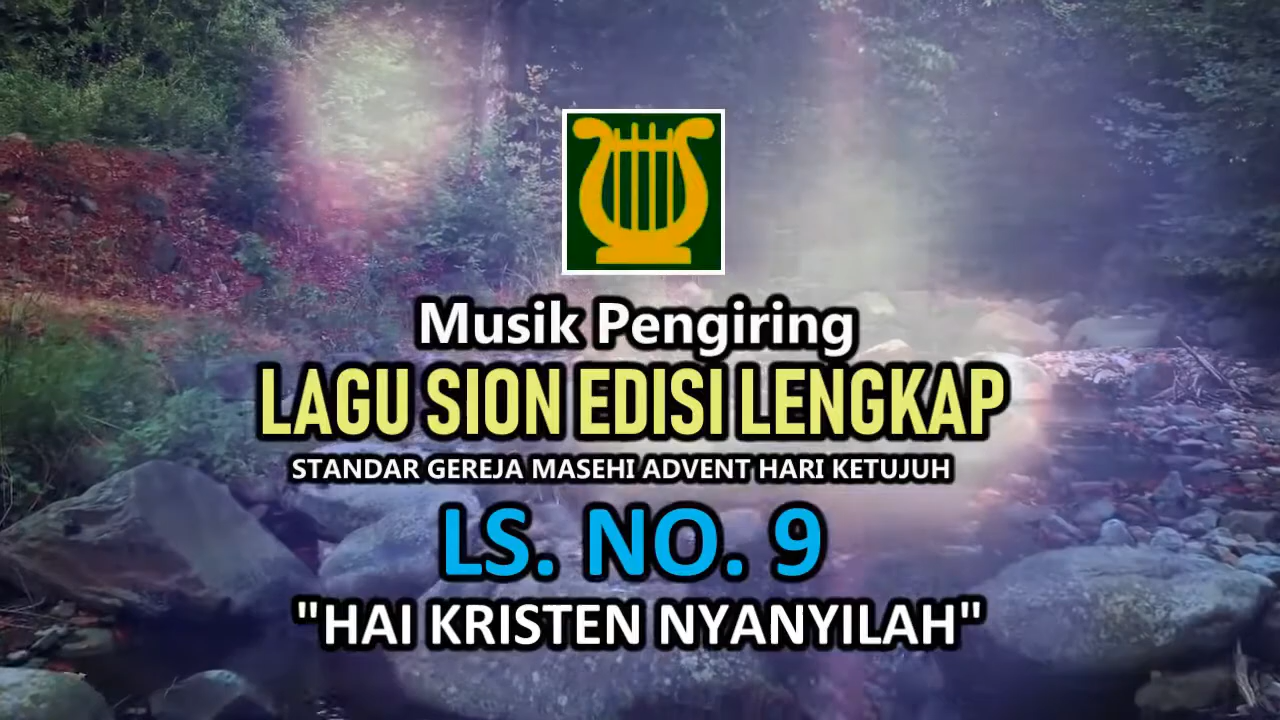 Musik Pengiring
LAGU SION EDISI LENGKAP
STANDAR GEREJA MASEHI ADVENT HARI KETUJUH
LS. NO. 9
"HAI KRISTEN NYANYILAH"